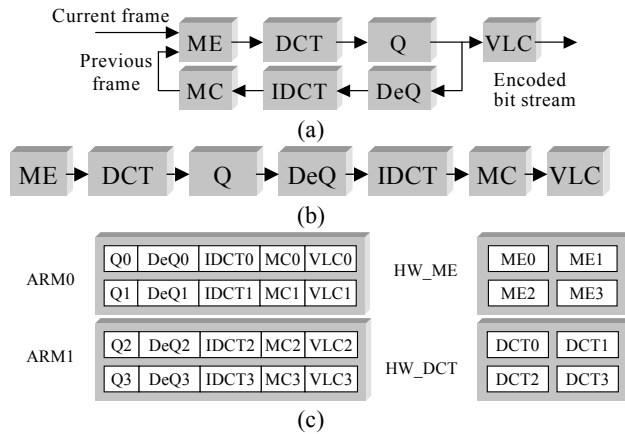 Current frame
ME DCT Q VLC
Previous frame
Encoded bit stream
MC IDCT DeQ
(a)
ME DCT Q DeQ IDCT MC VLC
(b)
ARM0
Q0 DeQ0 IDCT0 MC0 VLC0
Q1 DeQ1 IDCT1 MC1 VLC1
HW_ME
ME0 ME1
ME2 ME3
ARM1
Q2 DeQ2 IDCT2 MC2 VLC2
Q3 DeQ3 IDCT3 MC3 VLC3
HW_DCT
DCT0 DCT1
DCT2 DCT3
(c)